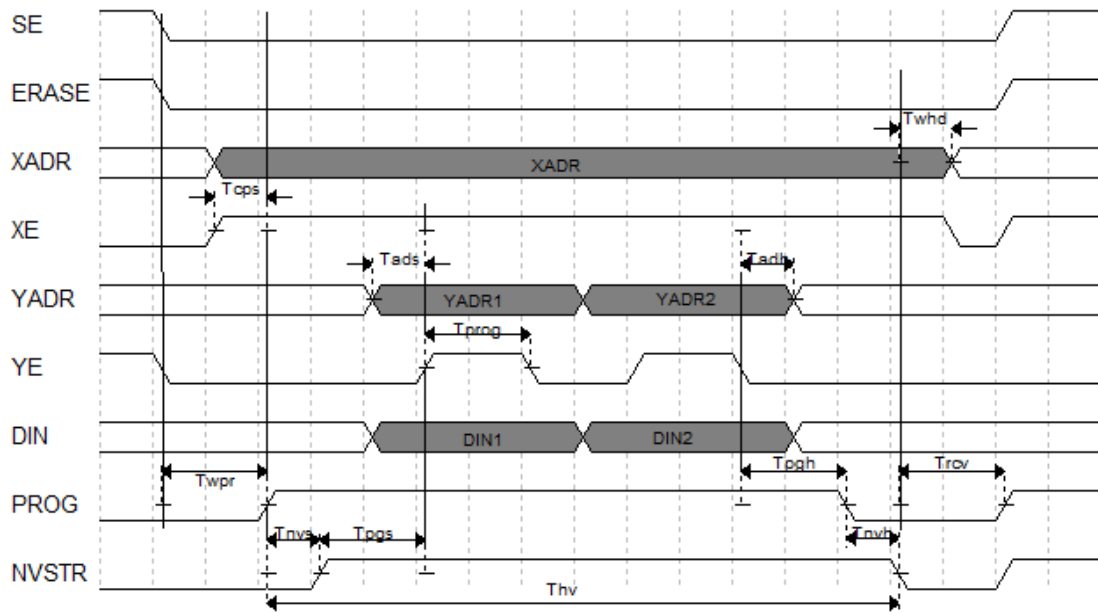 SE
ERASE
Twhd
XADR
XADR
Tcps
XE
Tads
Tadh
YADR
YADR1
YADR2
Tprog
YE
DIN
DIN1
DIN2
Twpr
Tpgh
Trcv
PROG
Tnvs
Tpgs
Tnvh
NVSTR
Thv